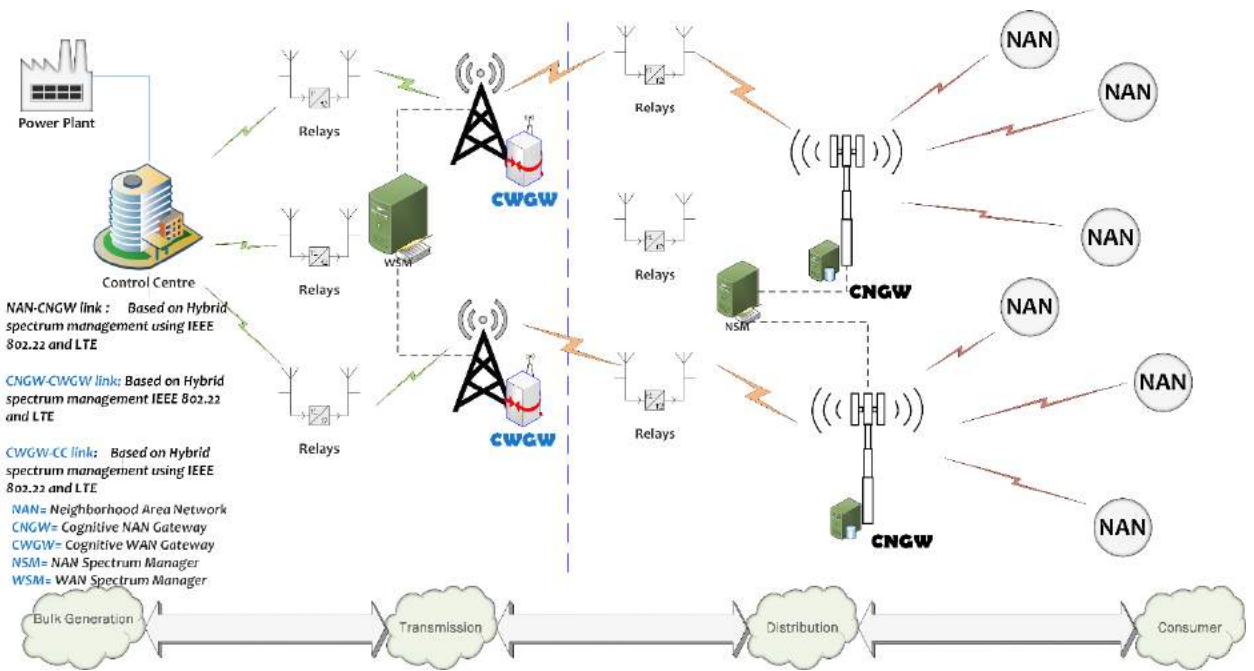 Power Plant
Control Centre
NAN-CNGW link : Based on Hybrid
spectrum management using IEEE
802.22 and LTE
CNGW-CWGW link: Based on Hybrid
spectrum management IEEE 802.22
and LTE
CWGW-CC link: Based on Hybrid
spectrum management using IEEE
802.22 and LTE
NAN= Neighborhood Area Network
CNGW= Cognitive NAN Gateway
CWGW= Cognitive WAN Gateway
NSM= NAN Spectrum Manager
WSM= WAN Spectrum Manager
Relays
Relays
Relays
WSM
CWGW
CWGW
Relays
Relays
Relays
NSM
CNGW
CNGW
NAN
NAN
NAN
NAN
NAN
NAN
Bulk Generation
Transmission
Distribution
Consumer